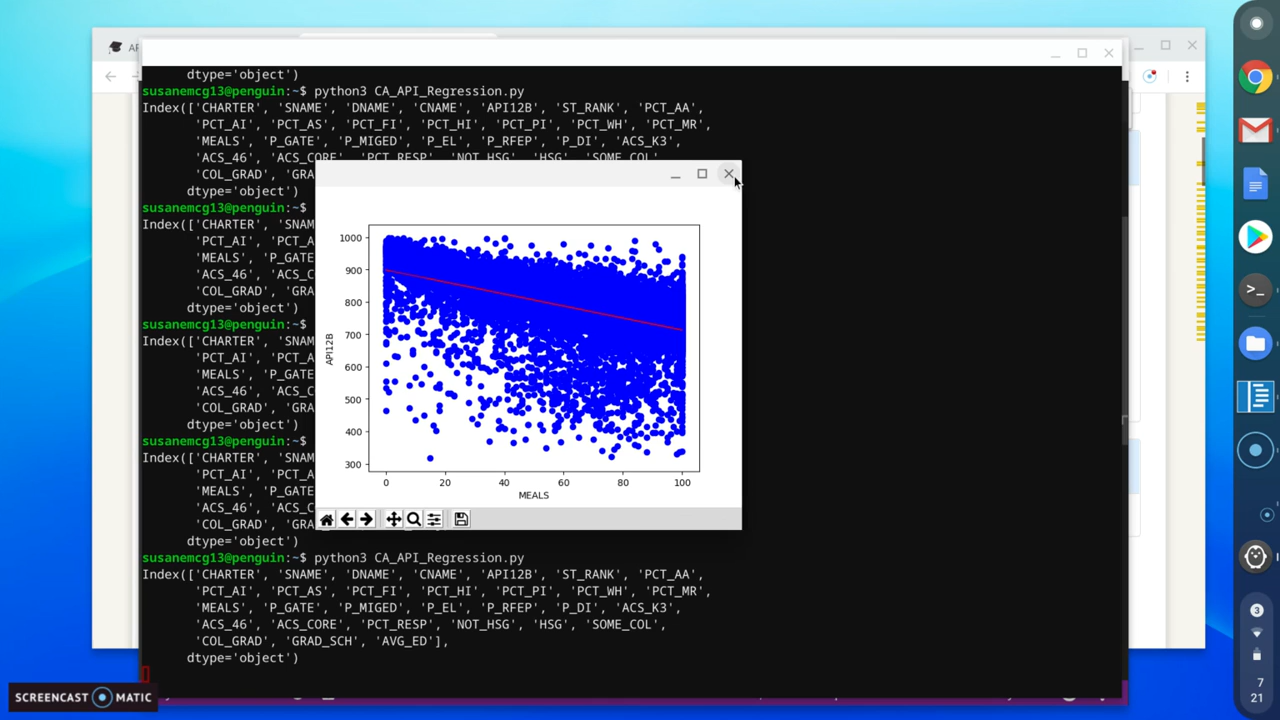 AP
dtype='object')
susanemcg13@penguin:~$ python3 CA_API_Regression.py
Index(['CHARTER', 'SNAME', 'DNAME', 'CNAME', 'API12B', 'ST_RANK', 'PCT_AA',
'PCT_AI', 'PCT_AS', 'PCT_FI', 'PCT_HI', 'PCT_PI', 'PCT_WH', 'PCT_MR',
'MEALS', 'P_GATE', 'P_MIGED', 'P_EL', 'P_RFEP', 'P_DI', 'ACS_K3',
'ACS_46', 'ACS_CORE', 'PCT_RESP', 'NOT_HSG', 'HSG', 'SOME_COL',
'COL_GRAD', 'GRA
dtype='object')
susanemcg13@penguin:~$
Index(['CHARTER', 'SNAM
'PCT_AI', 'PCT_A
'MEALS', 'P_GATE
'ACS_46', 'ACS_C
'COL_GRAD', 'GRA
dtype='object')
susanemcg13@penguin:~$
Index(['CHARTER', 'SNAM
'PCT_AI', 'PCT_A
'MEALS', 'P_GATE
'ACS_46', 'ACS_C
'COL_GRAD', 'GRA
dtype='object')
susanemcg13@penguin:~$
Index(['CHARTER', 'SNAM
'PCT_AI', 'PCT_A
'MEALS', 'P_GATE
'ACS_46', 'ACS_C
'COL_GRAD', 'GRA
dtype='object')
susanemcg13@penguin:~$ python3 CA_API_Regression.py
Index(['CHARTER', 'SNAME', 'DNAME', 'CNAME', 'API12B', 'ST_RANK', 'PCT_AA',
'PCT_AI', 'PCT_AS', 'PCT_FI', 'PCT_HI', 'PCT_PI', 'PCT_WH', 'PCT_MR',
'MEALS', 'P_GATE', 'P_MIGED', 'P_EL', 'P_RFEP', 'P_DI', 'ACS_K3',
'ACS_46', 'ACS_CORE', 'PCT_RESP', 'NOT_HSG', 'HSG', 'SOME_COL',
'COL_GRAD', 'GRAD_SCH', 'AVG_ED'],
dtype='object')
1000
900
800
700
600
500
400
300
API12B
0 20 40 60 80 100
MEALS
SCREENCAST MATIC
>_
3
7
21